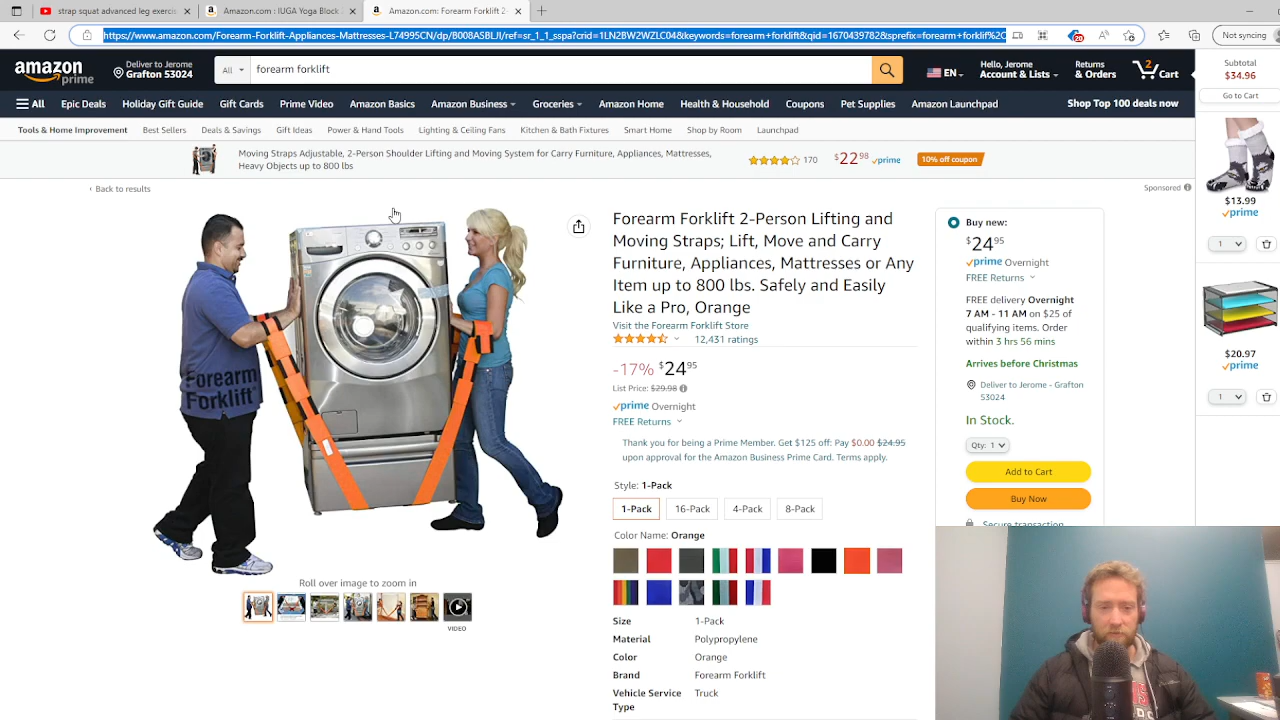 strap squat advanced leg exercis
Amazon.com : IUGA Yoga Block
Amazon.com: Forearm Forklift 2-
https://www.amazon.com/Forearm-Forklift-Appliances-Mattresses-L74995CN/dp/B008ASBLJI/ref=sr_1_1_sspa?crid=1LN2BW2WZLC04&keywords=forearm+forklift&qid=1670439782&sprefix=forearm+forklif%2C
20
Not syncing
amazon
prime
Deliver to Jerome
Grafton 53024
All
forearm forklift
EN
Hello, Jerome
Account & Lists
Returns
& Orders
2
Cart
Subtotal
$34.96
Go to Cart
All
Epic Deals
Holiday Gift Guide
Gift Cards
Prime Video
Amazon Basics
Amazon Business
Groceries
Amazon Home
Health & Household
Coupons
Pet Supplies
Amazon Launchpad
Shop Top 100 deals now
Tools & Home Improvement
Best Sellers
Deals & Savings
Gift Ideas
Power & Hand Tools
Lighting & Ceiling Fans
Kitchen & Bath Fixtures
Smart Home
Shop by Room
Launchpad
Moving Straps Adjustable, 2-Person Shoulder Lifting and Moving System for Carry Furniture, Appliances, Mattresses,
Heavy Objects up to 800 lbs
170
$22 98
prime
10% off coupon
‹ Back to results
Sponsored
Forearm
Forklift
Roll over image to zoom in
VIDEO
Forearm Forklift 2-Person Lifting and
Moving Straps; Lift, Move and Carry
Furniture, Appliances, Mattresses or Any
Item up to 800 lbs. Safely and Easily
Like a Pro, Orange
Visit the Forearm Forklift Store
12,431 ratings
-17% $24 95
List Price: $29.98
prime Overnight
FREE Returns
Thank you for being a Prime Member. Get $125 off: Pay $0.00 $24.95
upon approval for the Amazon Business Prime Card. Terms apply.
Style: 1-Pack
1-Pack
16-Pack
4-Pack
8-Pack
Color Name: Orange
Size 1-Pack
Material Polypropylene
Color Orange
Brand Forearm Forklift
Vehicle Service Truck
Type
Buy new:
$24 95
prime Overnight
FREE Returns
FREE delivery Overnight
7 AM - 11 AM on $25 of
qualifying items. Order
within 3 hrs 56 mins
Arrives before Christmas
Deliver to Jerome - Grafton
53024
In Stock.
Qty: 1
Add to Cart
Buy Now
Secure transaction
$13.99
prime
1
$20.97
prime
1